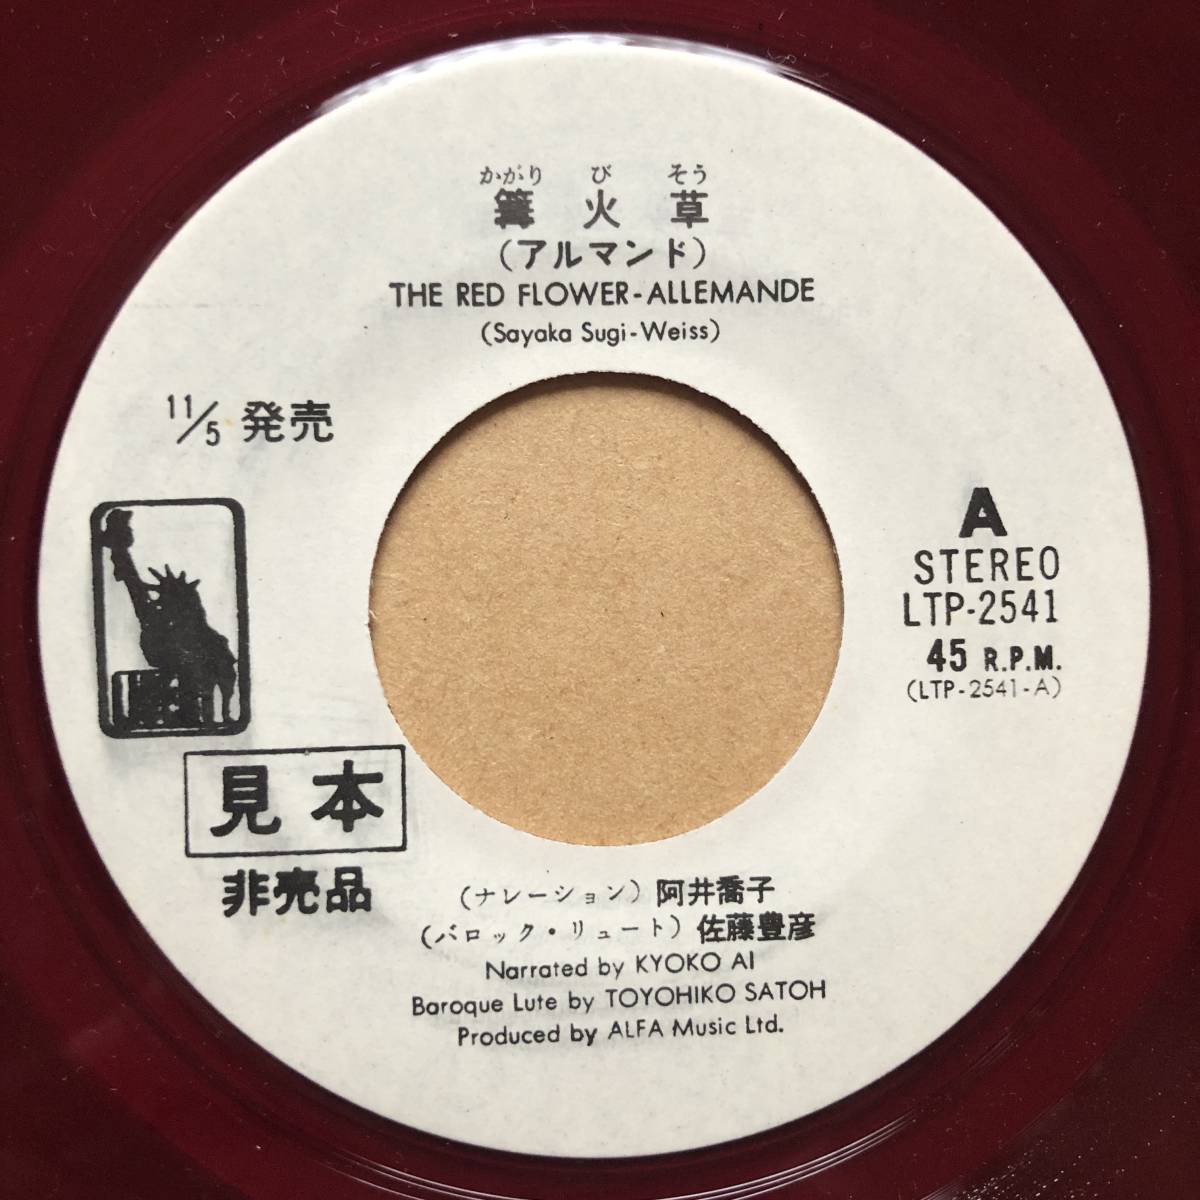 かがり び そう
篝火草
(アルマンド)
THE RED FLOWER-ALLEMANDE
(Sayaka Sugi-Weiss)
11/5 発売
A
STEREO
LTP-2541
45 R.P.M.
(LTP-2541-A)
見本
非売品
(ナレーション) 阿井喬子
(バロック・リュート) 佐藤豊彦
Narrated by KYOKO AI
Baroque Lute by TOYOHIKO SATOH
Produced by ALFA Music Ltd.